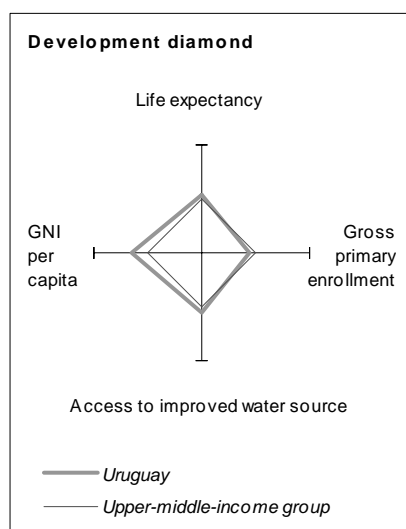 Development diamond
Life expectancy
GNI
per
capita
Gross
primary
enrollment
Access to improved water source
Uruguay
Upper-middle-income group